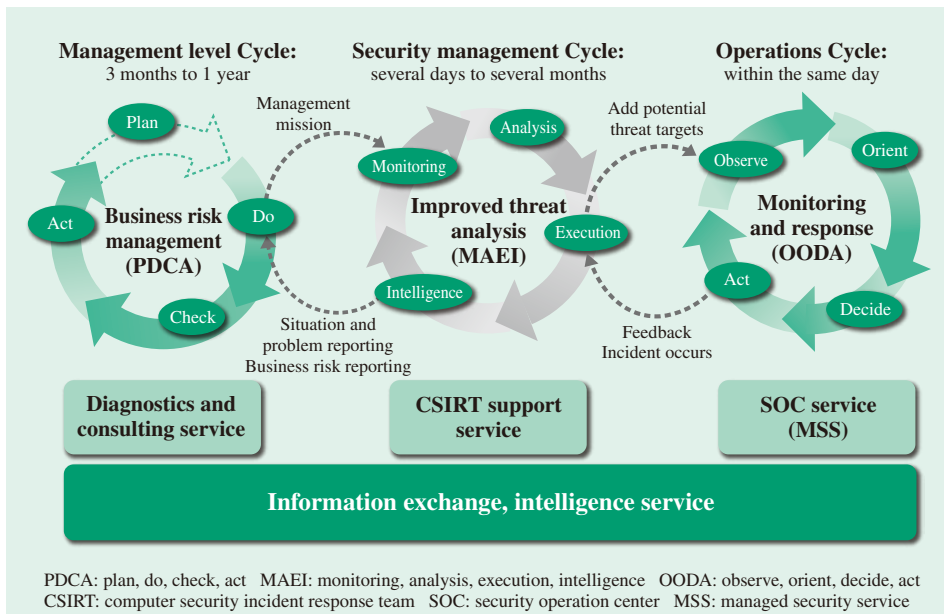 Management level Cycle:
3 months to 1 year
Security management Cycle:
several days to several months
Operations Cycle:
within the same day
Plan
Do
Check
Act
Business risk
management
(PDCA)
Management
mission
Situation and
problem reporting
Business risk reporting
Monitoring
Analysis
Execution
Intelligence
Improved threat
analysis
(MAEI)
Add potential
threat targets
Feedback
Incident occurs
Observe
Orient
Decide
Act
Monitoring
and response
(OODA)
Diagnostics and
consulting service
CSIRT support
service
SOC service
(MSS)
Information exchange, intelligence service
PDCA: plan, do, check, act MAEI: monitoring, analysis, execution, intelligence OODA: observe, orient, decide, act
CSIRT: computer security incident response team SOC: security operation center MSS: managed security service